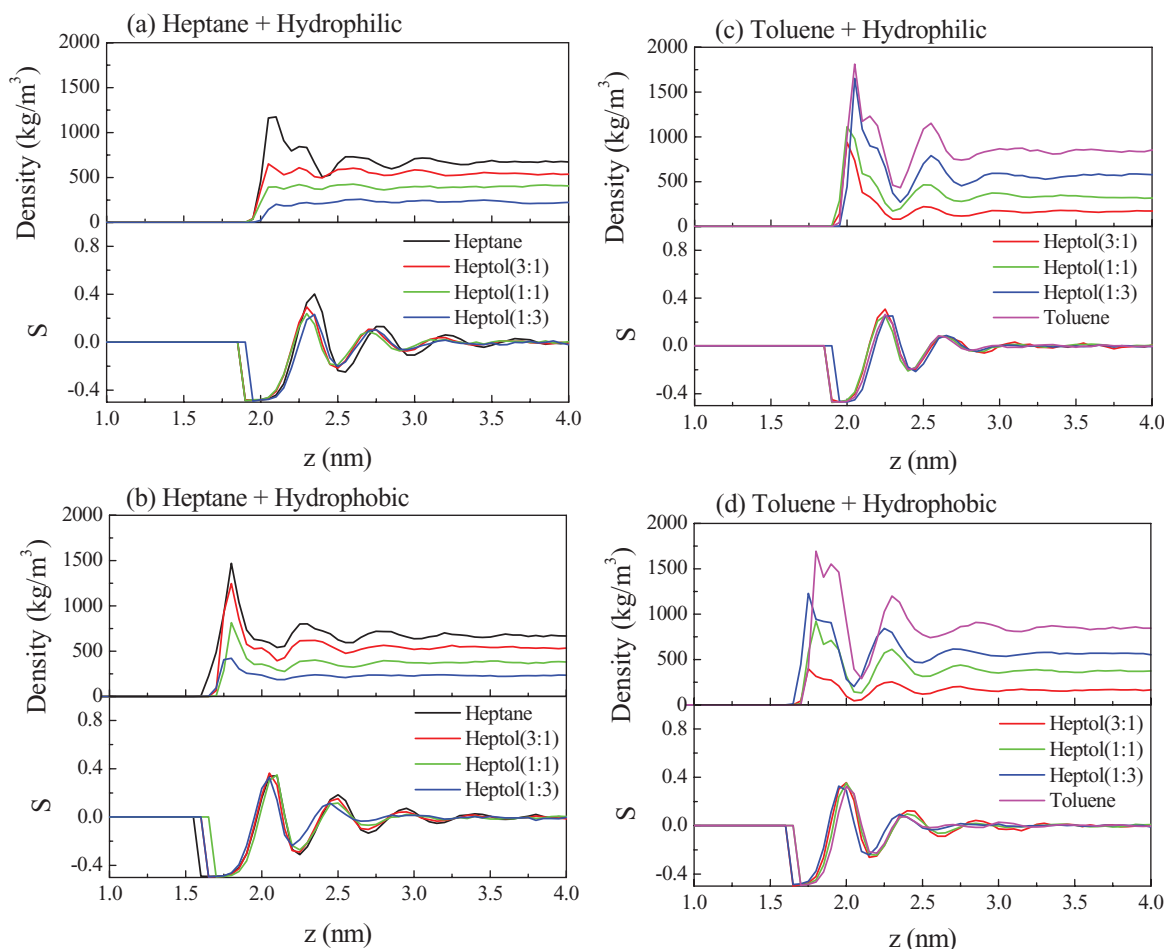 (a) Heptane + Hydrophilic
2000
1500
1000
500
0
Density (kg/m³)
0.8
0.4
0.0
-0.4
S
Heptane
Heptol(3:1)
Heptol(1:1)
Heptol(1:3)
1.0 1.5 2.0 2.5 3.0 3.5 4.0
z (nm)
(b) Heptane + Hydrophobic
2000
1500
1000
500
0
Density (kg/m³)
0.8
0.4
0.0
-0.4
S
Heptane
Heptol(3:1)
Heptol(1:1)
Heptol(1:3)
1.0 1.5 2.0 2.5 3.0 3.5 4.0
z (nm)
(c) Toluene + Hydrophilic
2000
1500
1000
500
0
Density (kg/m³)
0.8
0.4
0.0
-0.4
S
Heptol(3:1)
Heptol(1:1)
Heptol(1:3)
Toluene
1.0 1.5 2.0 2.5 3.0 3.5 4.0
z (nm)
(d) Toluene + Hydrophobic
2000
1500
1000
500
0
Density (kg/m³)
0.8
0.4
0.0
-0.4
S
Heptol(3:1)
Heptol(1:1)
Heptol(1:3)
Toluene
1.0 1.5 2.0 2.5 3.0 3.5 4.0
z (nm)